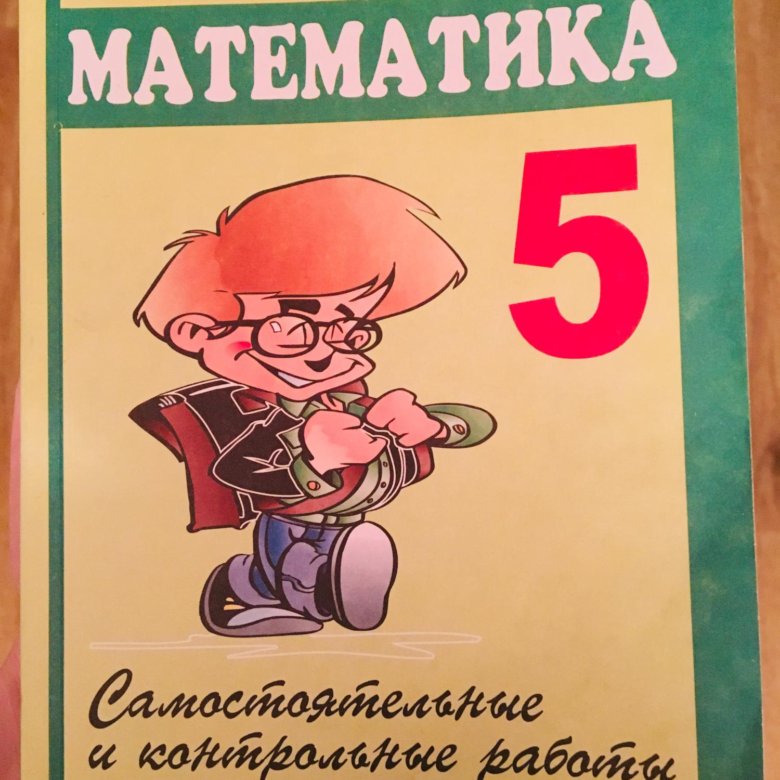 МАТЕМАТИКА
5
Самостоятельные
и контрольные работы